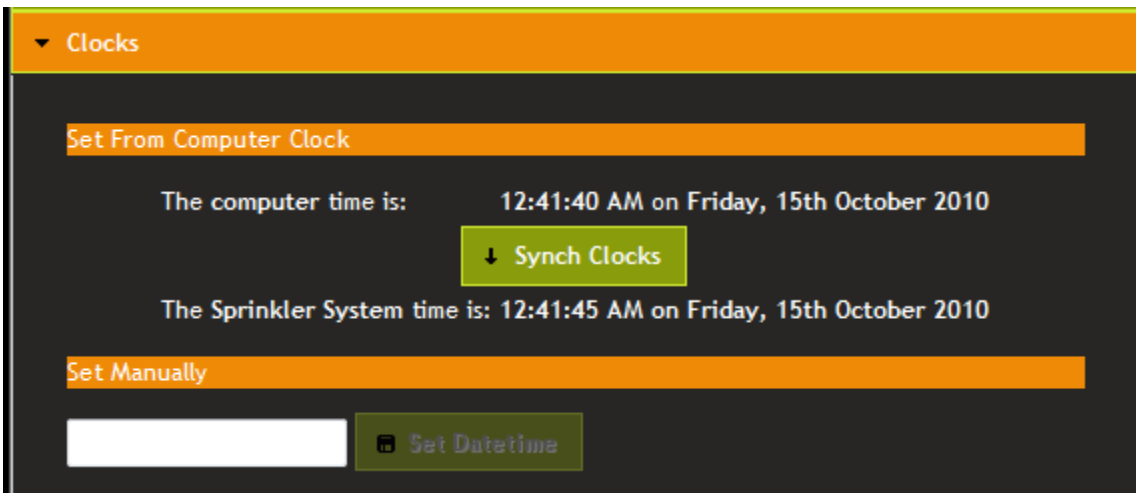 Clocks
Set From Computer Clock
The computer time is: 12:41:40 AM on Friday, 15th October 2010
Synch Clocks
The Sprinkler System time is: 12:41:45 AM on Friday, 15th October 2010
Set Manually
Set Datetime